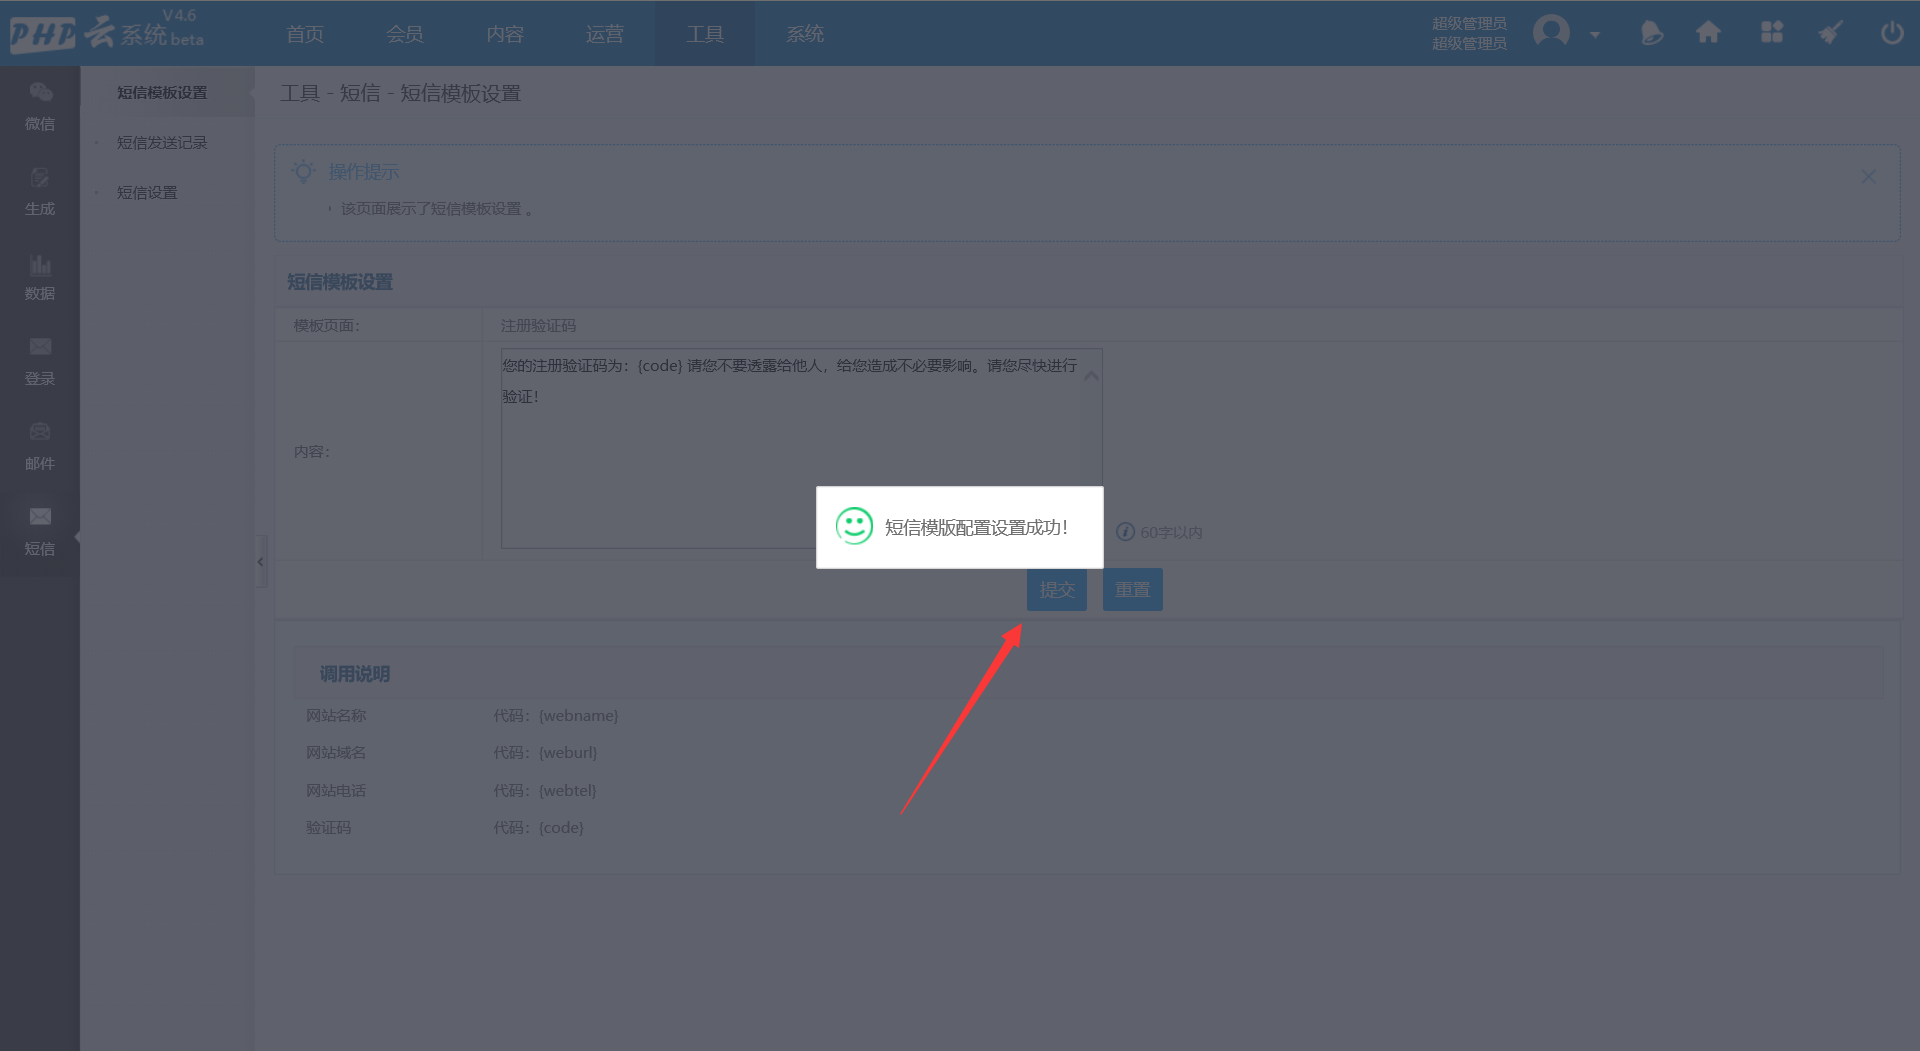 PHP云系统 V4.6 beta
首页 会员 内容 运营 工具 系统
超级管理员
超级管理员
微信
生成
数据
登录
邮件
短信
短信模板设置
短信发送记录
短信设置
工具 - 短信 - 短信模板设置
操作提示
该页面展示了短信模板设置 。
短信模板设置
模板页面： 注册验证码
内容：
您的注册验证码为：{code} 请您不要透露给他人，给您造成不必要影响。请您尽快进行
验证！
60字以内
短信模版配置设置成功！
提交 重置
调用说明
网站名称 代码：{webname}
网站域名 代码：{weburl}
网站电话 代码：{webtel}
验证码 代码：{code}